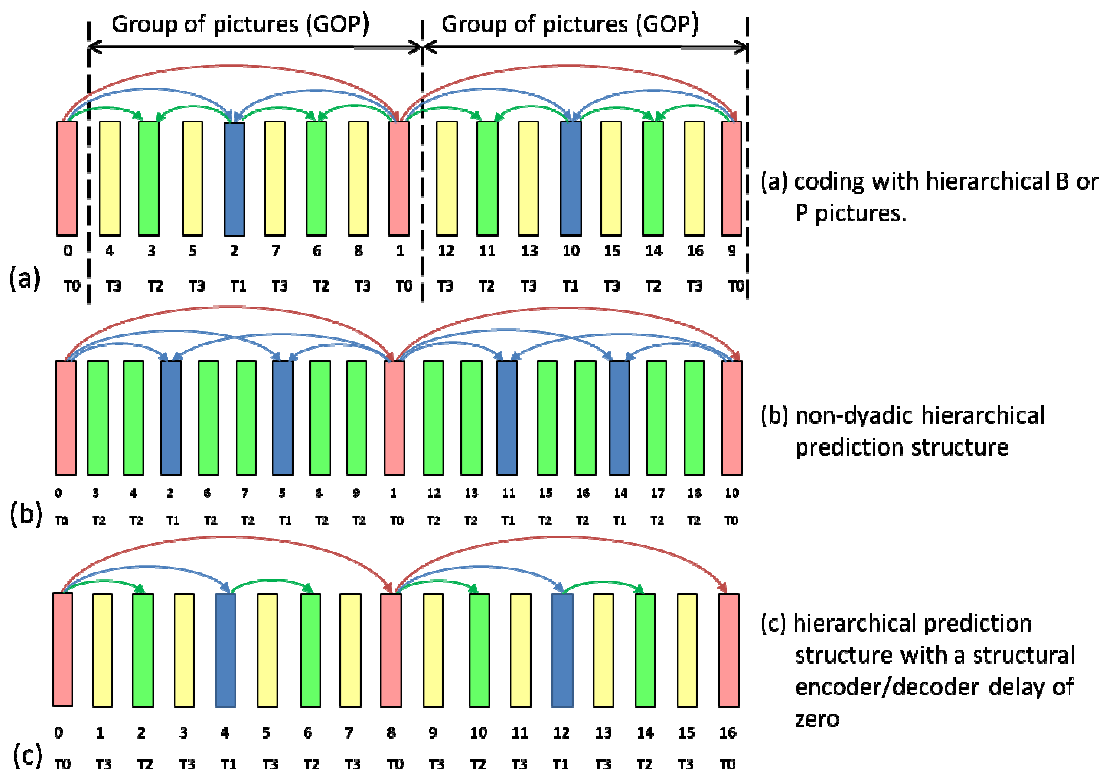 Group of pictures (GOP) Group of pictures (GOP)
(a) coding with hierarchical B or
P pictures.
0 4 3 5 2 7 6 8 1 12 11 13 10 15 14 16 9
(a) T0 T3 T2 T3 T1 T3 T2 T3 T0 T3 T2 T3 T1 T3 T2 T3 T0
(b) non-dyadic hierarchical
prediction structure
0 3 4 2 6 7 5 8 9 1 12 13 11 15 16 14 17 18 10
(b) T0 T2 T2 T1 T2 T2 T1 T2 T2 T0 T2 T2 T1 T2 T2 T1 T2 T2 T0
(c) hierarchical prediction
structure with a structural
encoder/decoder delay of
zero
0 1 2 3 4 5 6 7 8 9 10 11 12 13 14 15 16
(c) T0 T3 T2 T3 T1 T3 T2 T3 T0 T3 T2 T3 T1 T3 T2 T3 T0